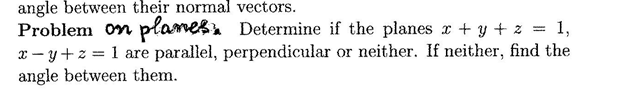 angle between their normal vectors.
Problem on planes. Determine if the planes x + y + z = 1,
x − y + z = 1 are parallel, perpendicular or neither. If neither, find the
angle between them.